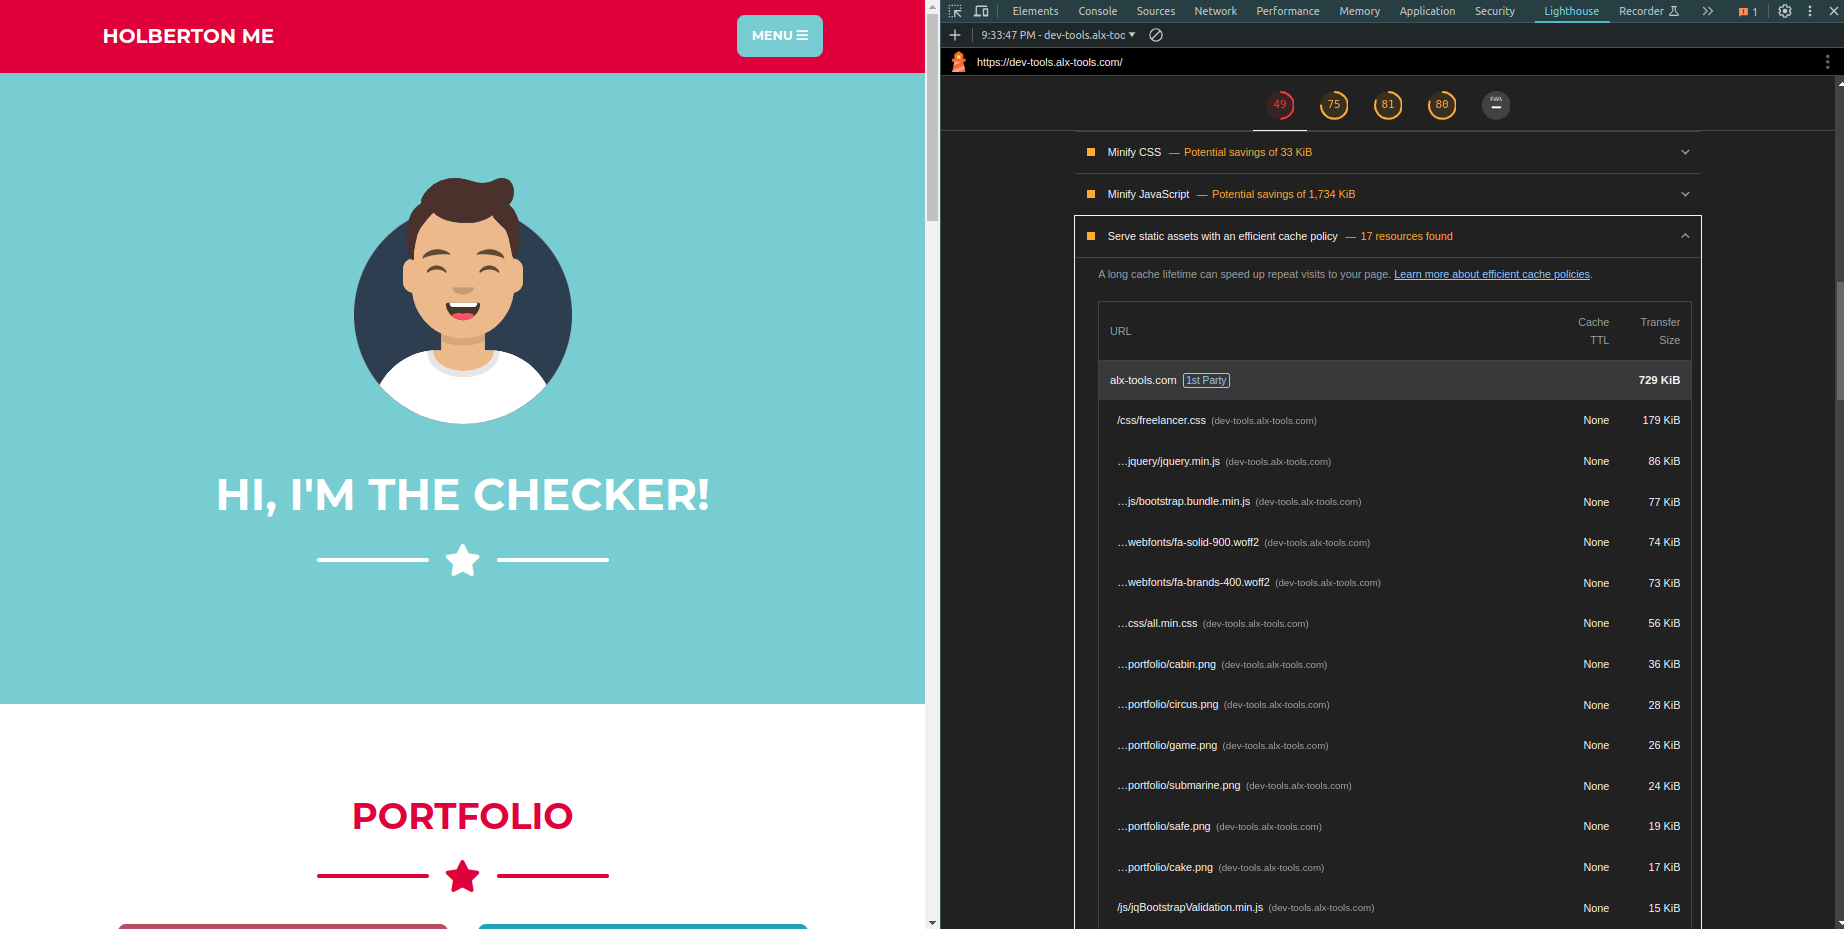 HOLBERTON ME
MENU
HI, I'M THE CHECKER!
PORTFOLIO
Elements Console Sources Network Performance Memory Application Security Lighthouse Recorder 1
9:33:47 PM - dev-tools.alx-toc
https://dev-tools.alx-tools.com/
49 75 81 80 PWA
Minify CSS — Potential savings of 33 KiB
Minify JavaScript — Potential savings of 1,734 KiB
Serve static assets with an efficient cache policy — 17 resources found
A long cache lifetime can speed up repeat visits to your page. Learn more about efficient cache policies.
URL Cache TTL Transfer Size
alx-tools.com 1st Party 729 KiB
/css/freelancer.css (dev-tools.alx-tools.com) None 179 KiB
…jquery/jquery.min.js (dev-tools.alx-tools.com) None 86 KiB
…js/bootstrap.bundle.min.js (dev-tools.alx-tools.com) None 77 KiB
…webfonts/fa-solid-900.woff2 (dev-tools.alx-tools.com) None 74 KiB
…webfonts/fa-brands-400.woff2 (dev-tools.alx-tools.com) None 73 KiB
…css/all.min.css (dev-tools.alx-tools.com) None 56 KiB
…portfolio/cabin.png (dev-tools.alx-tools.com) None 36 KiB
…portfolio/circus.png (dev-tools.alx-tools.com) None 28 KiB
…portfolio/game.png (dev-tools.alx-tools.com) None 26 KiB
…portfolio/submarine.png (dev-tools.alx-tools.com) None 24 KiB
…portfolio/safe.png (dev-tools.alx-tools.com) None 19 KiB
…portfolio/cake.png (dev-tools.alx-tools.com) None 17 KiB
/js/jqBootstrapValidation.min.js (dev-tools.alx-tools.com) None 15 KiB